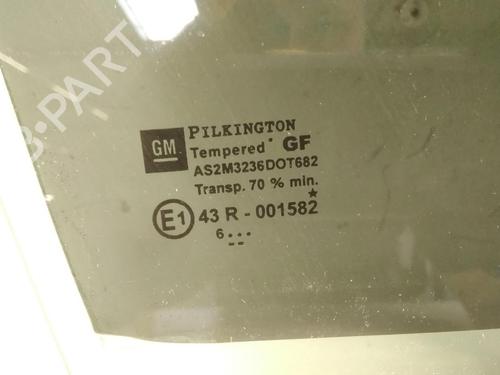 B-PARTS
GM
PILKINGTON
Tempered GF
AS2M3236DOT682
Transp. 70 % min.
E1 43 R - 001582
6...